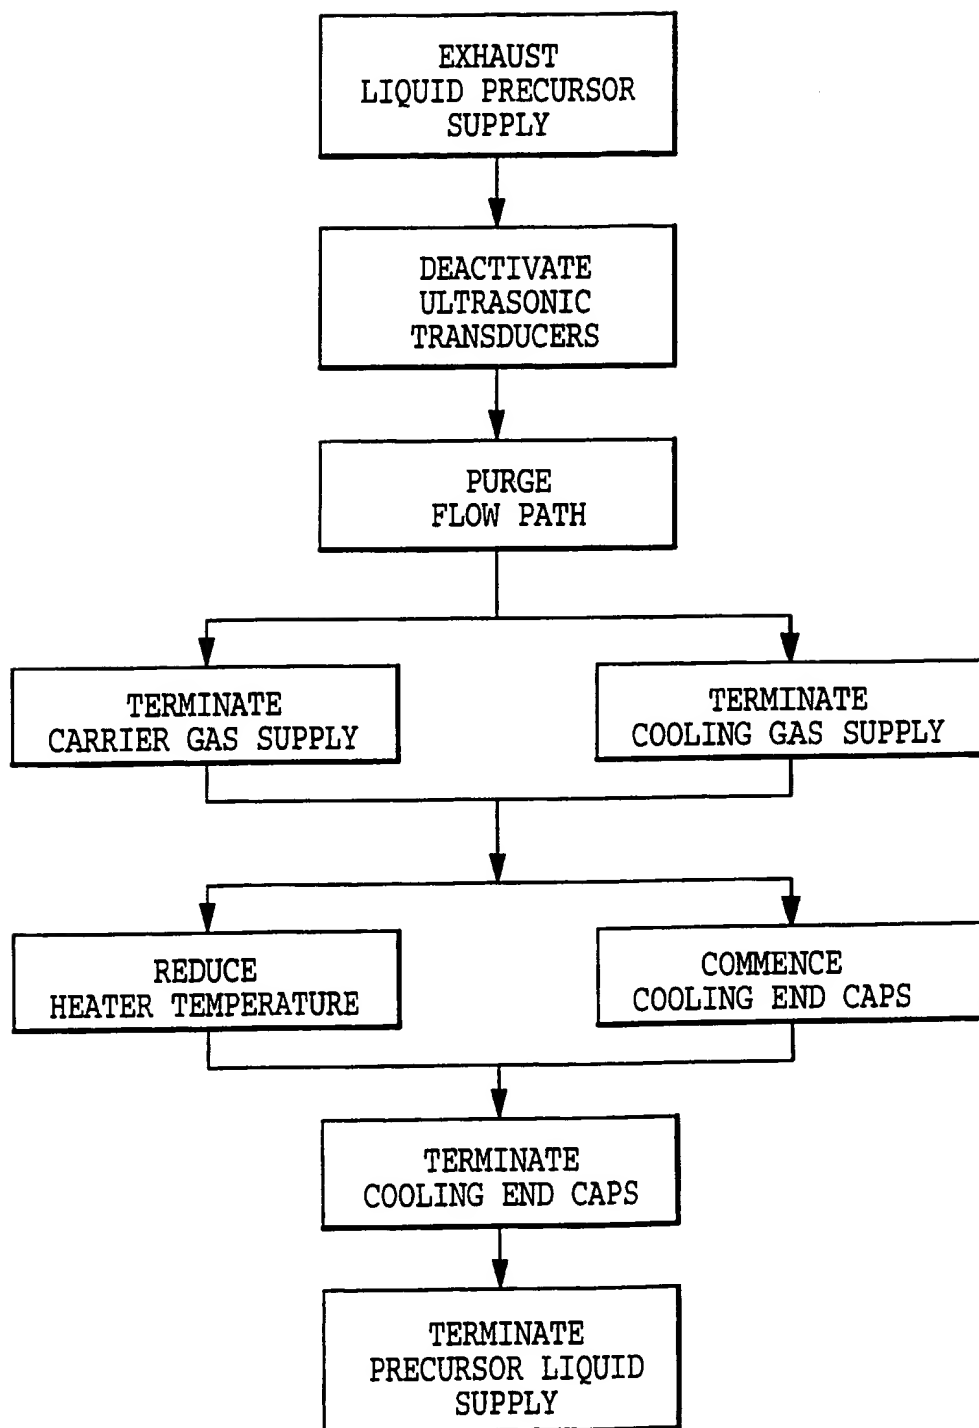 EXHAUST
LIQUID PRECURSOR
SUPPLY
DEACTIVATE
ULTRASONIC
TRANSDUCERS
PURGE
FLOW PATH
TERMINATE
CARRIER GAS SUPPLY
TERMINATE
COOLING GAS SUPPLY
REDUCE
HEATER TEMPERATURE
COMMENCE
COOLING END CAPS
TERMINATE
COOLING END CAPS
TERMINATE
PRECURSOR LIQUID
SUPPLY